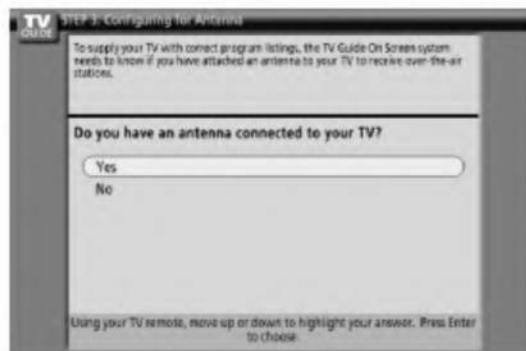 TV
GUIDE
STEP 3: Configuring for Antenna
To supply your TV with correct program listings, the TV Guide On Screen system
needs to know if you have attached an antenna to your TV to receive over-the-air
stations.
Do you have an antenna connected to your TV?
Yes
No
Using your TV remote, move up or down to highlight your answer. Press Enter
to choose.